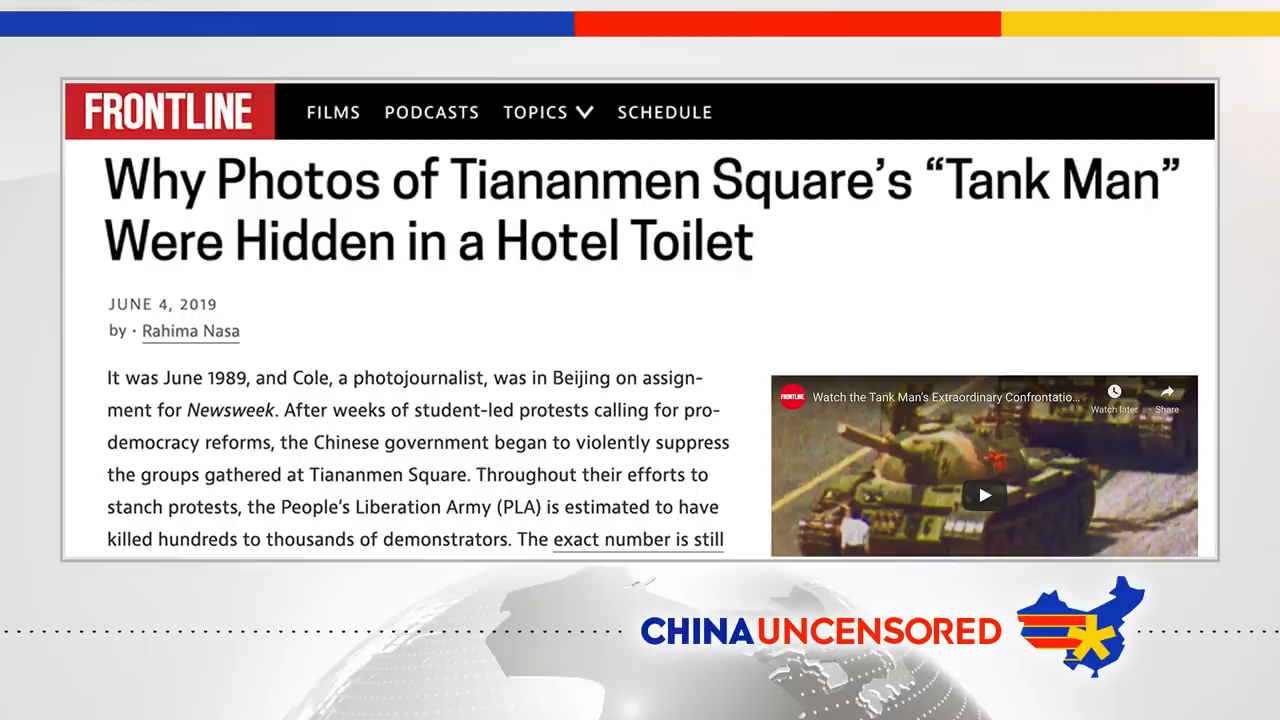 FRONTLINE FILMS PODCASTS TOPICS SCHEDULE
Why Photos of Tiananmen Square’s “Tank Man”
Were Hidden in a Hotel Toilet
JUNE 4, 2019
by · Rahima Nasa
It was June 1989, and Cole, a photojournalist, was in Beijing on assign-
ment for Newsweek. After weeks of student-led protests calling for pro-
democracy reforms, the Chinese government began to violently suppress
the groups gathered at Tiananmen Square. Throughout their efforts to
stanch protests, the People’s Liberation Army (PLA) is estimated to have
killed hundreds to thousands of demonstrators. The exact number is still
FRONTLINE Watch the Tank Man’s Extraordinary Confrontatio...
Watch later Share
CHINA UNCENSORED